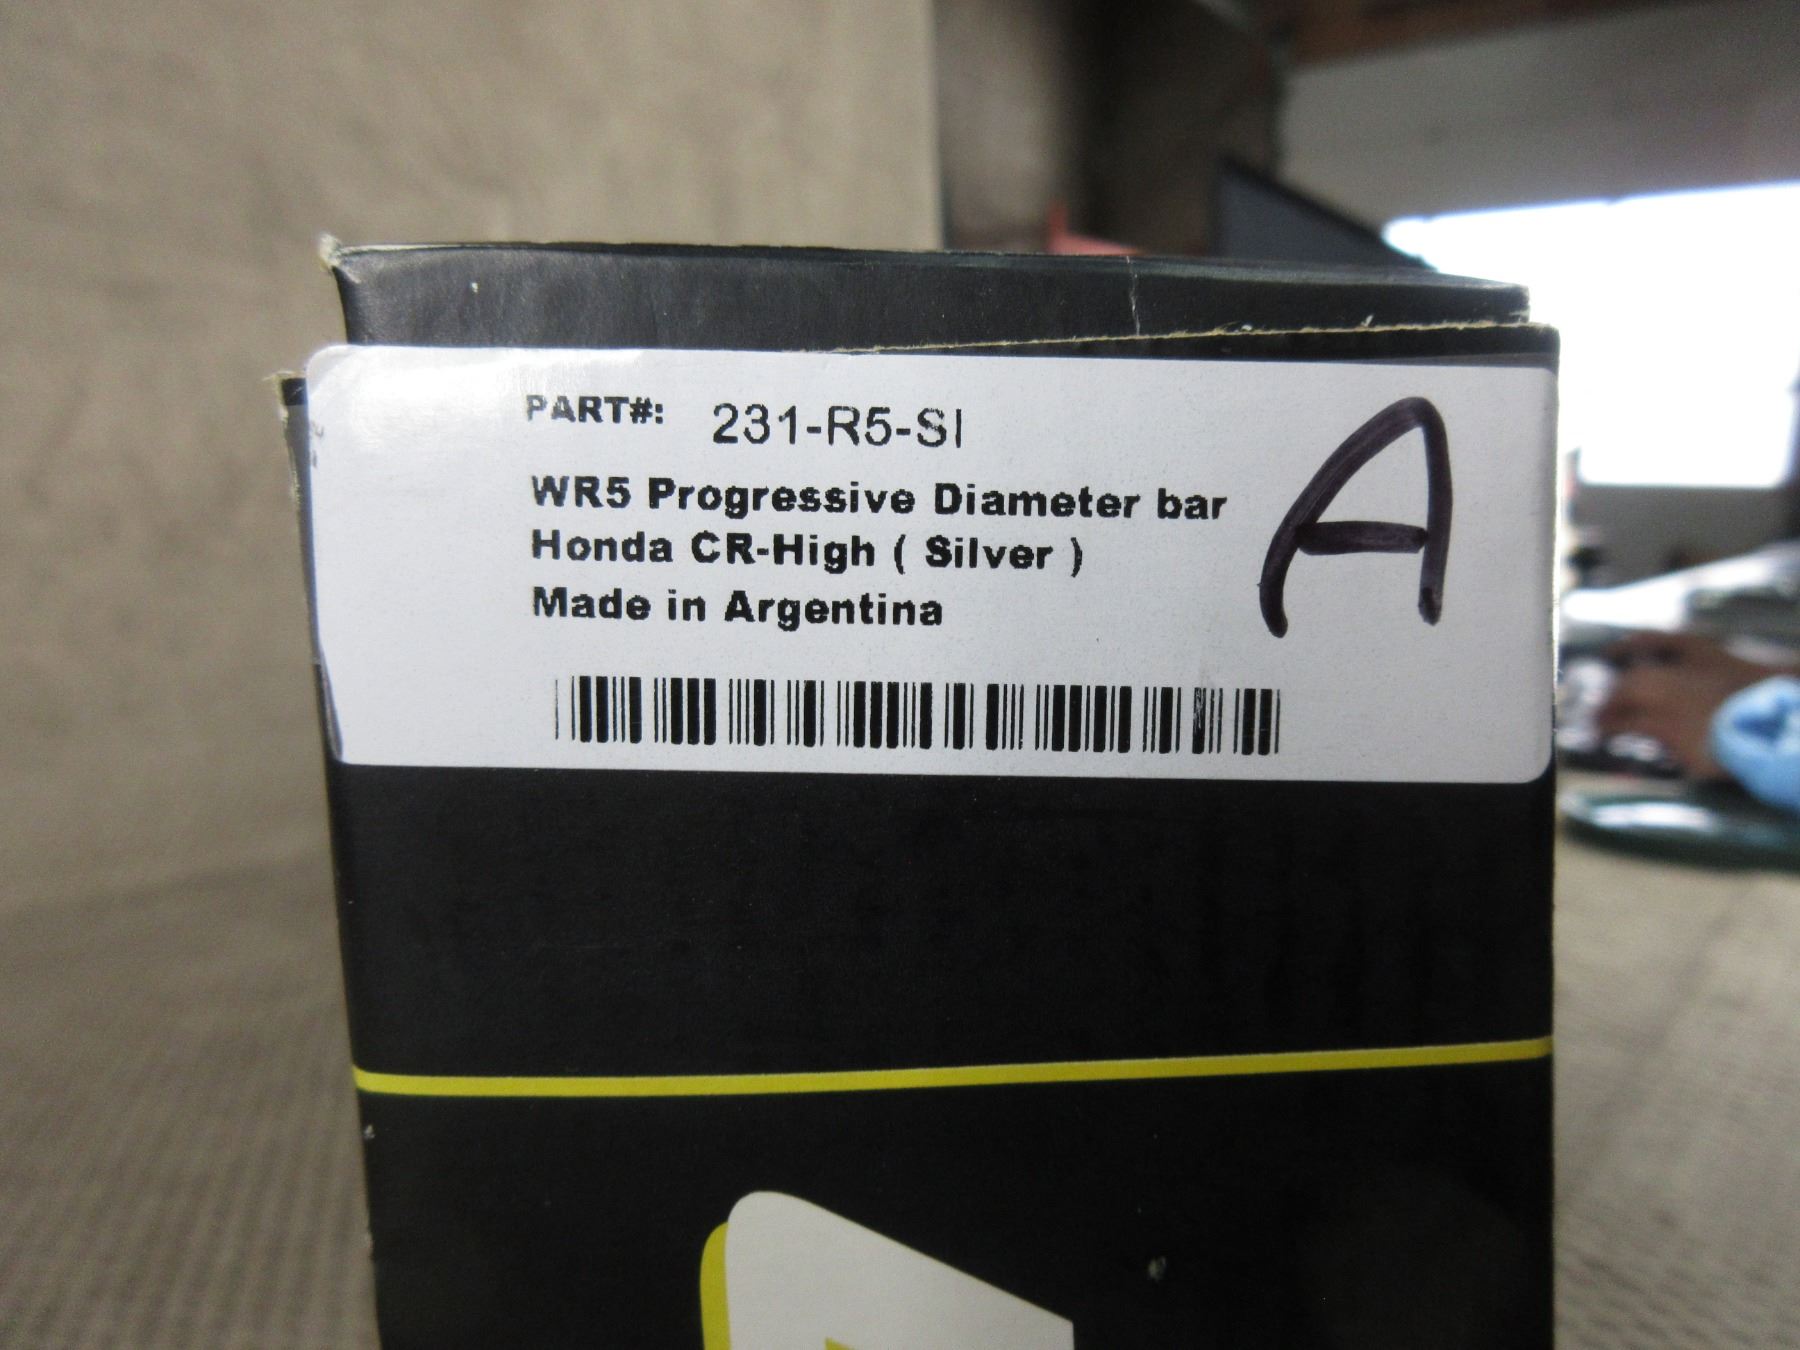 PART#: 231-R5-SI
WR5 Progressive Diameter bar
Honda CR-High ( Silver )
Made in Argentina
A